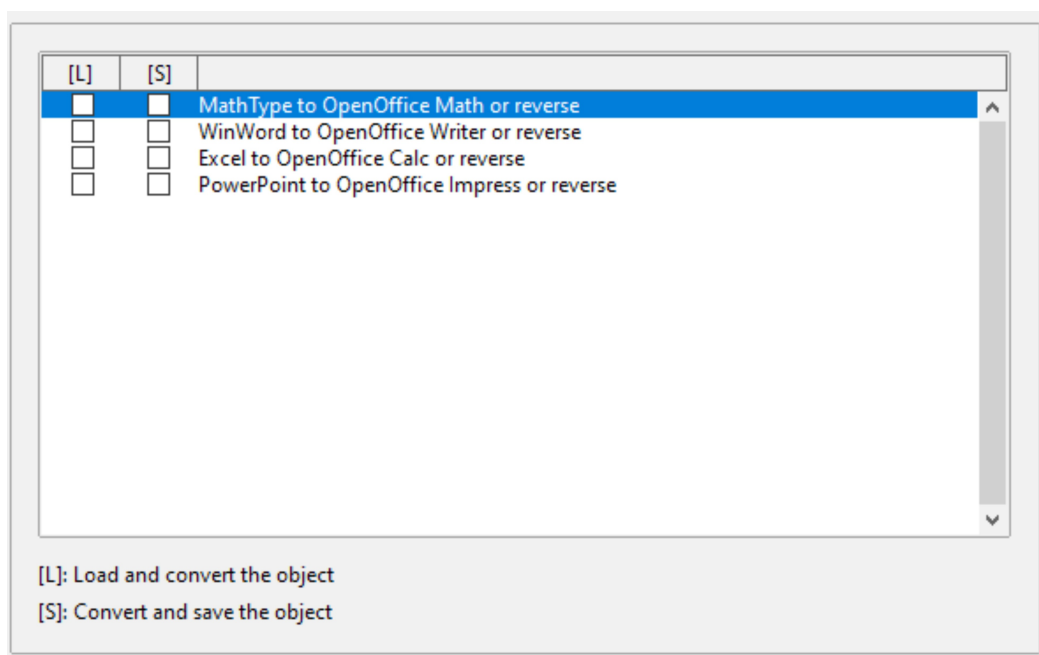 [L] [S]
MathType to OpenOffice Math or reverse
WinWord to OpenOffice Writer or reverse
Excel to OpenOffice Calc or reverse
PowerPoint to OpenOffice Impress or reverse
[L]: Load and convert the object
[S]: Convert and save the object